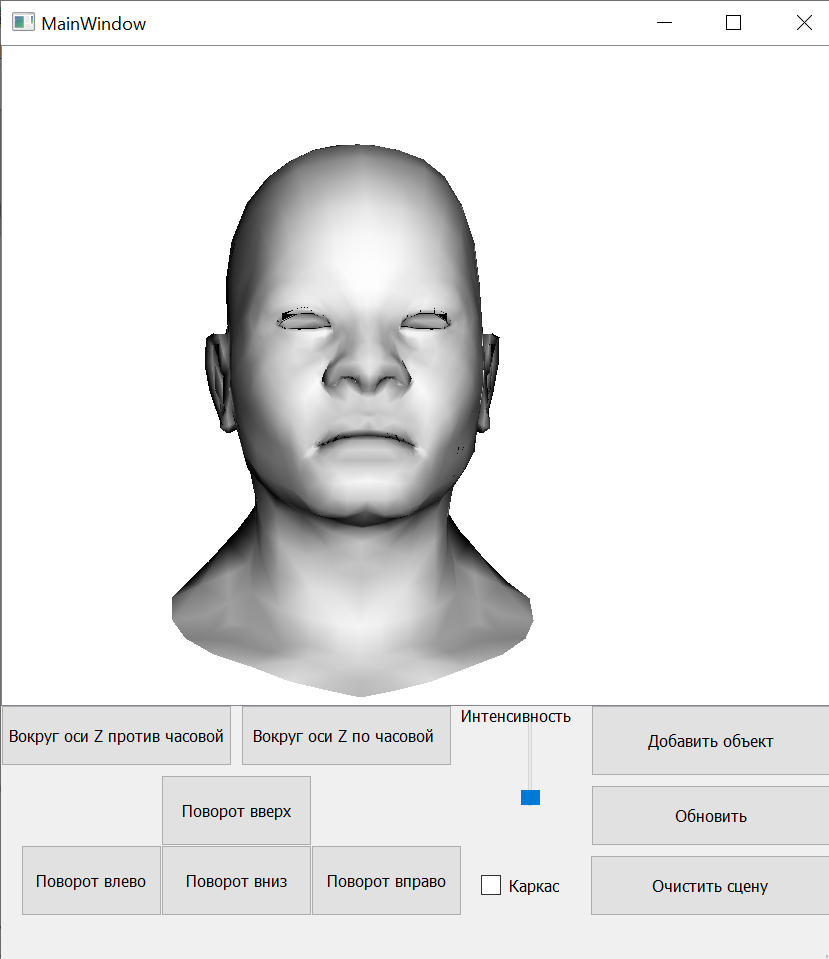 MainWindow
Вокруг оси Z против часовой
Вокруг оси Z по часовой
Интенсивность
Добавить объект
Поворот вверх
Обновить
Поворот влево
Поворот вниз
Поворот вправо
Каркас
Очистить сцену